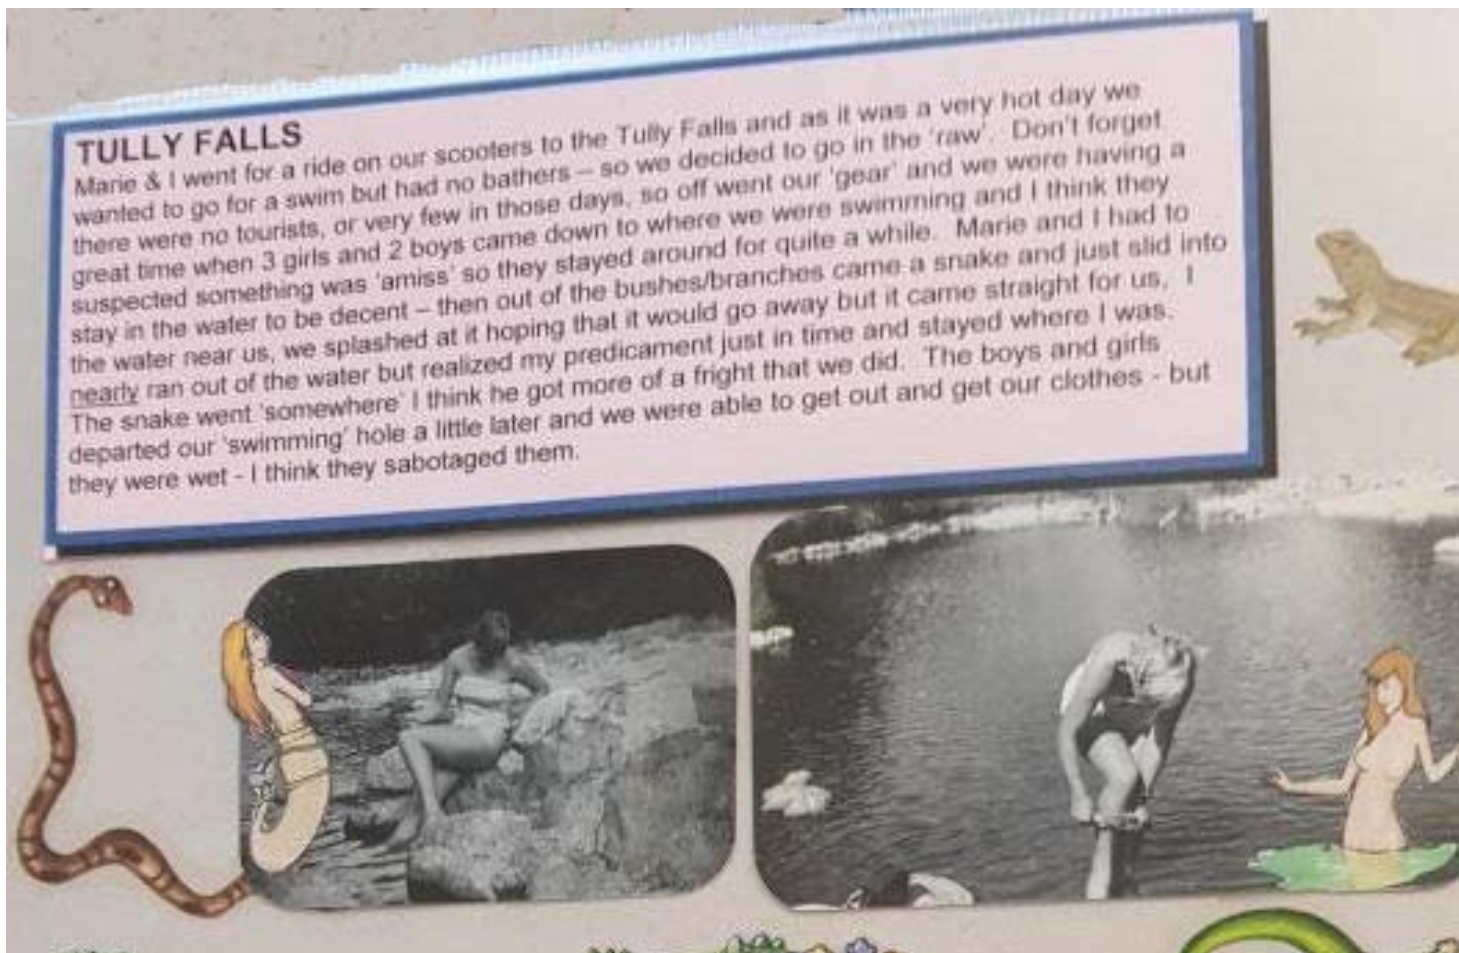 TULLY FALLS
Marie & I went for a ride on our scooters to the Tully Falls and as it was a very hot day we
wanted to go for a swim but had no bathers – so we decided to go in the 'raw'. Don't forget
there were no tourists, or very few in those days, so off went our 'gear' and we were having a
great time when 3 girls and 2 boys came down to where we were swimming and I think they
suspected something was 'amiss' so they stayed around for quite a while. Marie and I had to
stay in the water to be decent – then out of the bushes/branches came a snake and just slid into
the water near us, we splashed at it hoping that it would go away but it came straight for us, I
nearly ran out of the water but realized my predicament just in time and stayed where I was.
The snake went 'somewhere' I think he got more of a fright that we did. The boys and girls
departed our 'swimming' hole a little later and we were able to get out and get our clothes - but
they were wet - I think they sabotaged them.